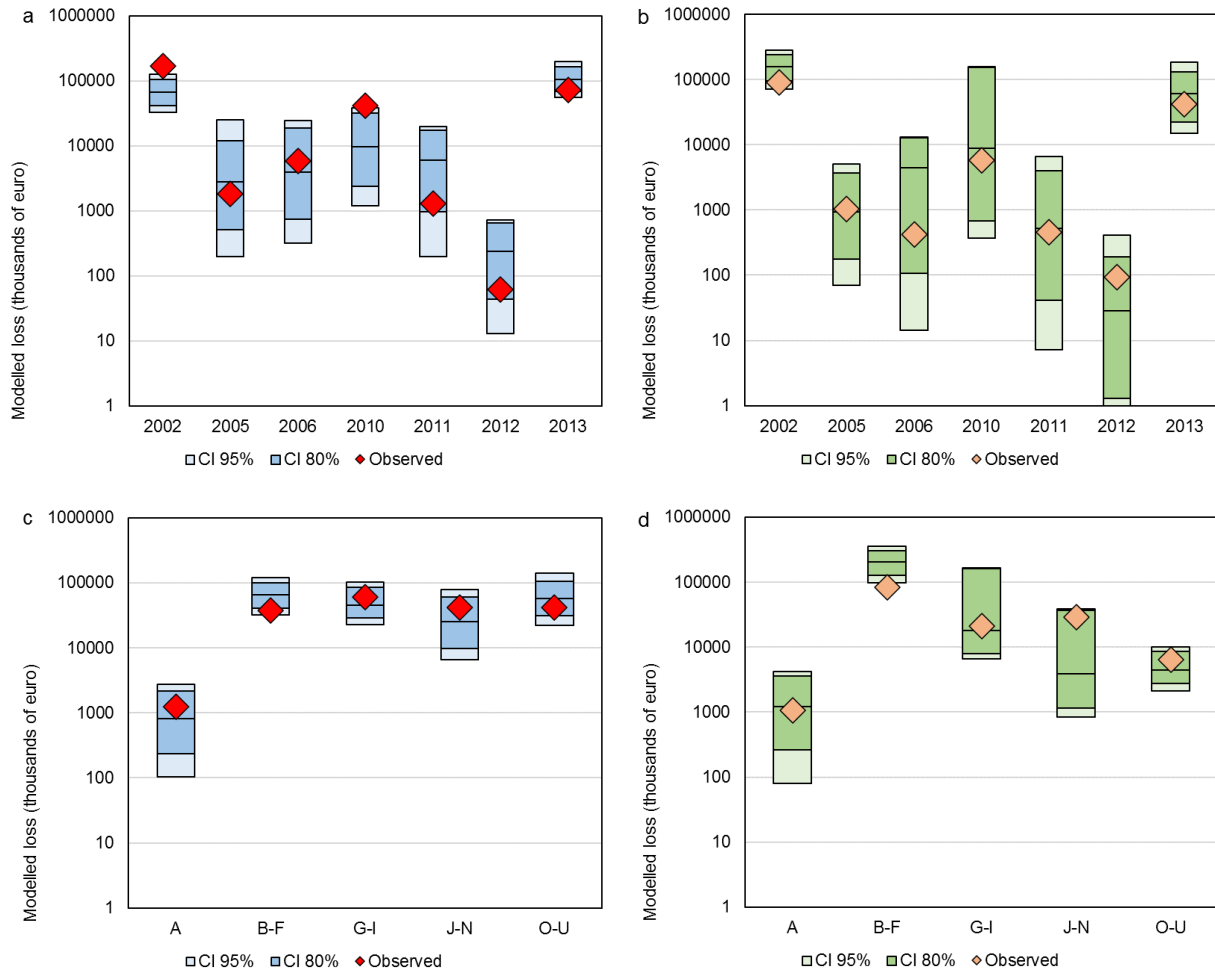 a
1000000
100000
10000
1000
100
10
1
Modelled loss (thousands of euro)
2002 2005 2006 2010 2011 2012 2013
CI 95% CI 80% Observed
b
1000000
100000
10000
1000
100
10
1
Modelled loss (thousands of euro)
2002 2005 2006 2010 2011 2012 2013
CI 95% CI 80% Observed
c
1000000
100000
10000
1000
100
10
1
Modelled loss (thousands of euro)
A B-F G-I J-N O-U
CI 95% CI 80% Observed
d
1000000
100000
10000
1000
100
10
1
Modelled loss (thousands of euro)
A B-F G-I J-N O-U
CI 95% CI 80% Observed